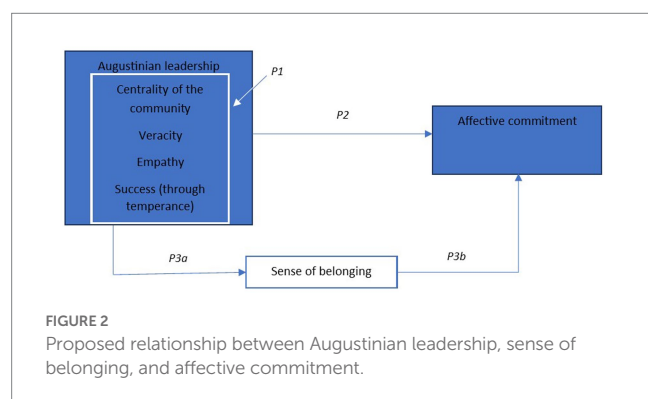 Augustinian leadership
P1
Centrality of the
community
Veracity
Empathy
Success (through
temperance)
P2
Affective commitment
P3a
Sense of belonging
P3b
FIGURE 2
Proposed relationship between Augustinian leadership, sense of
belonging, and affective commitment.